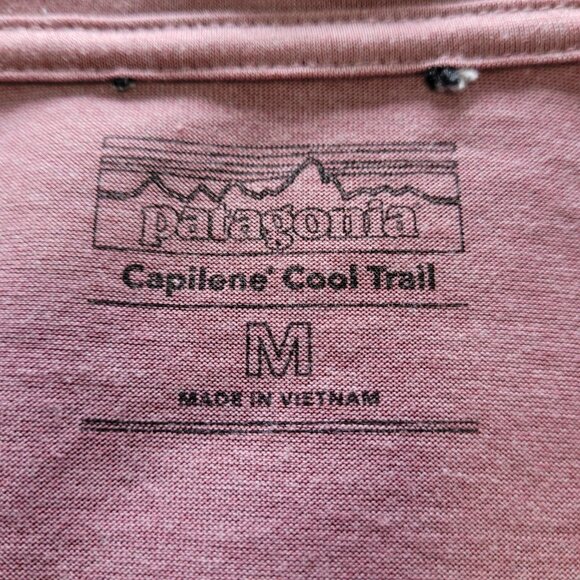 patagonia
Capilene® Cool Trail
M
MADE IN VIETNAM